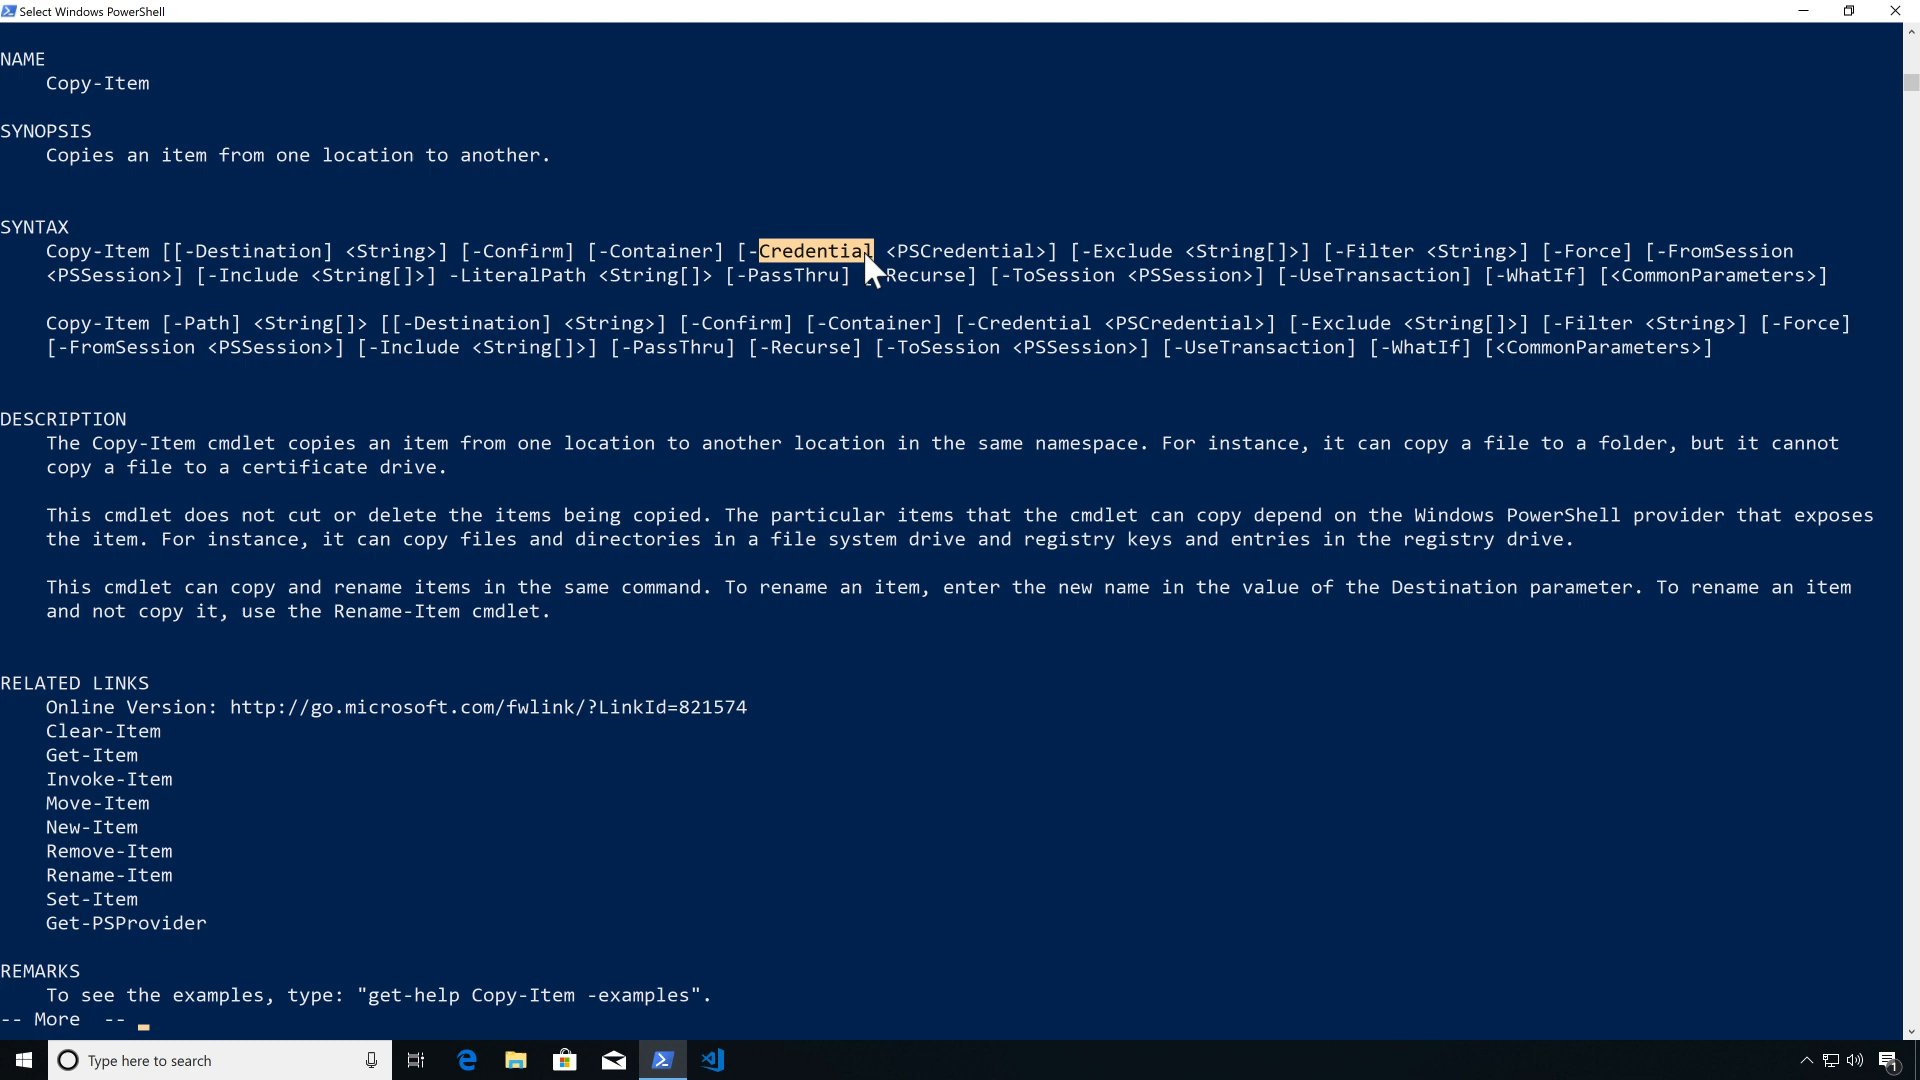 Select Windows PowerShell
NAME
Copy-Item
SYNOPSIS
Copies an item from one location to another.
SYNTAX
Copy-Item [[-Destination] <String>] [-Confirm] [-Container] [-Credential <PSCredential>] [-Exclude <String[]>] [-Filter <String>] [-Force] [-FromSession
<PSSession>] [-Include <String[]>] -LiteralPath <String[]> [-PassThru] [-Recurse] [-ToSession <PSSession>] [-UseTransaction] [-WhatIf] [<CommonParameters>]
Copy-Item [-Path] <String[]> [[-Destination] <String>] [-Confirm] [-Container] [-Credential <PSCredential>] [-Exclude <String[]>] [-Filter <String>] [-Force]
[-FromSession <PSSession>] [-Include <String[]>] [-PassThru] [-Recurse] [-ToSession <PSSession>] [-UseTransaction] [-WhatIf] [<CommonParameters>]
DESCRIPTION
The Copy-Item cmdlet copies an item from one location to another location in the same namespace. For instance, it can copy a file to a folder, but it cannot
copy a file to a certificate drive.
This cmdlet does not cut or delete the items being copied. The particular items that the cmdlet can copy depend on the Windows PowerShell provider that exposes
the item. For instance, it can copy files and directories in a file system drive and registry keys and entries in the registry drive.
This cmdlet can copy and rename items in the same command. To rename an item, enter the new name in the value of the Destination parameter. To rename an item
and not copy it, use the Rename-Item cmdlet.
RELATED LINKS
Online Version: http://go.microsoft.com/fwlink/?LinkId=821574
Clear-Item
Get-Item
Invoke-Item
Move-Item
New-Item
Remove-Item
Rename-Item
Set-Item
Get-PSProvider
REMARKS
To see the examples, type: "get-help Copy-Item -examples".
-- More  --
Type here to search
1